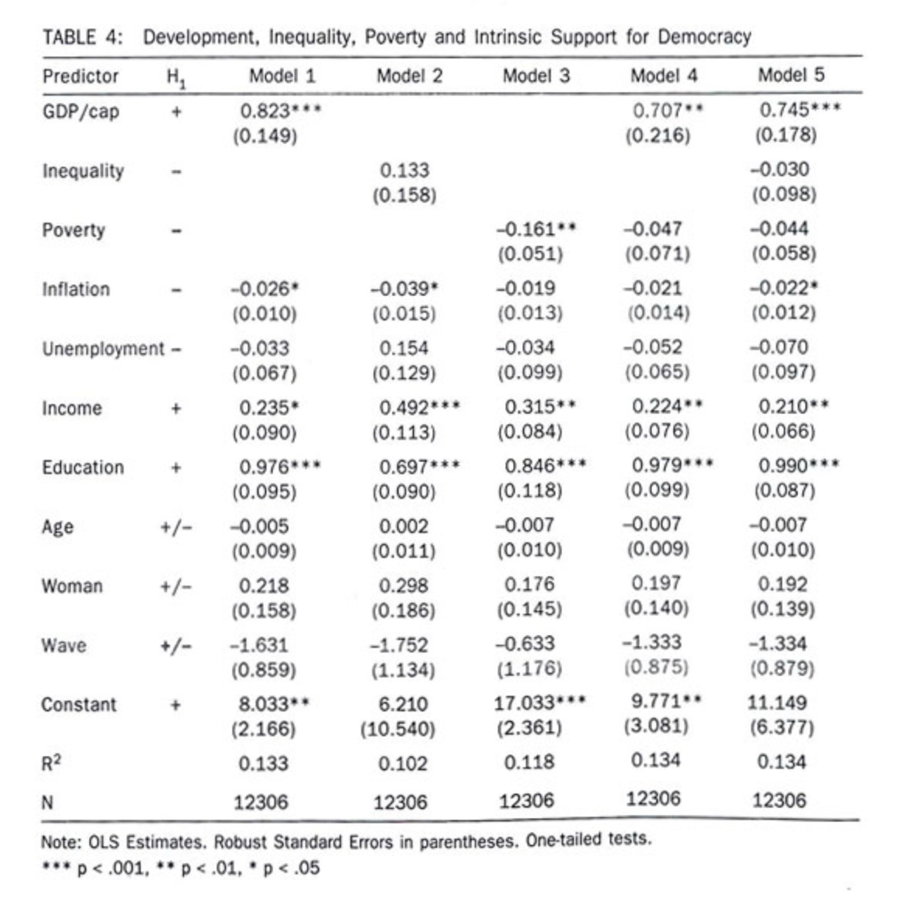 TABLE 4: Development, Inequality, Poverty and Intrinsic Support for Democracy
Predictor H1 Model 1 Model 2 Model 3 Model 4 Model 5
GDP/cap + 0.823*** 0.707** 0.745***
(0.149) (0.216) (0.178)
Inequality – 0.133 –0.030
(0.158) (0.098)
Poverty – –0.161** –0.047 –0.044
(0.051) (0.071) (0.058)
Inflation – –0.026* –0.039* –0.019 –0.021 –0.022*
(0.010) (0.015) (0.013) (0.014) (0.012)
Unemployment – –0.033 0.154 –0.034 –0.052 –0.070
(0.067) (0.129) (0.099) (0.065) (0.097)
Income + 0.235* 0.492*** 0.315** 0.224** 0.210**
(0.090) (0.113) (0.084) (0.076) (0.066)
Education + 0.976*** 0.697*** 0.846*** 0.979*** 0.990***
(0.095) (0.090) (0.118) (0.099) (0.087)
Age +/– –0.005 0.002 –0.007 –0.007 –0.007
(0.009) (0.011) (0.010) (0.009) (0.010)
Woman +/– 0.218 0.298 0.176 0.197 0.192
(0.158) (0.186) (0.145) (0.140) (0.139)
Wave +/– –1.631 –1.752 –0.633 –1.333 –1.334
(0.859) (1.134) (1.176) (0.875) (0.879)
Constant + 8.033** 6.210 17.033*** 9.771** 11.149
(2.166) (10.540) (2.361) (3.081) (6.377)
R2 0.133 0.102 0.118 0.134 0.134
N 12306 12306 12306 12306 12306
Note: OLS Estimates. Robust Standard Errors in parentheses. One-tailed tests.
*** p < .001, ** p < .01, * p < .05